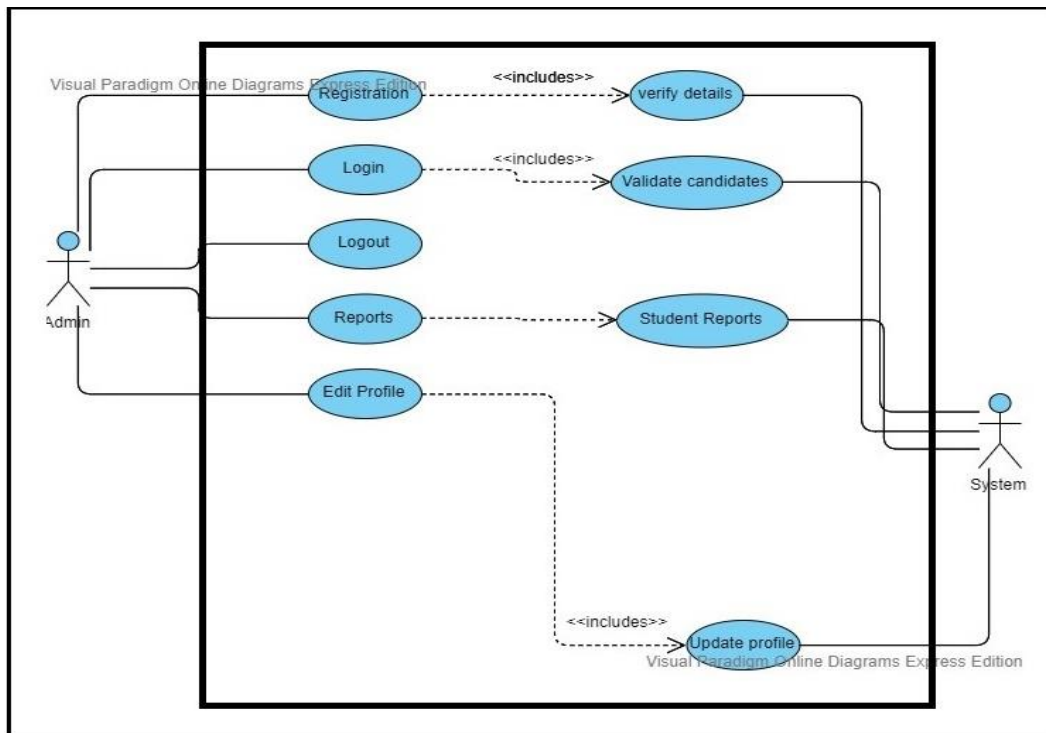 Visual Paradigm Online Diagrams Express Edition
<<includes>>
Registration
verify details
<<includes>>
Login
Validate candidates
Logout
Admin
Reports
Student Reports
Edit Profile
System
<<includes>>
Update profile
Visual Paradigm Online Diagrams Express Edition